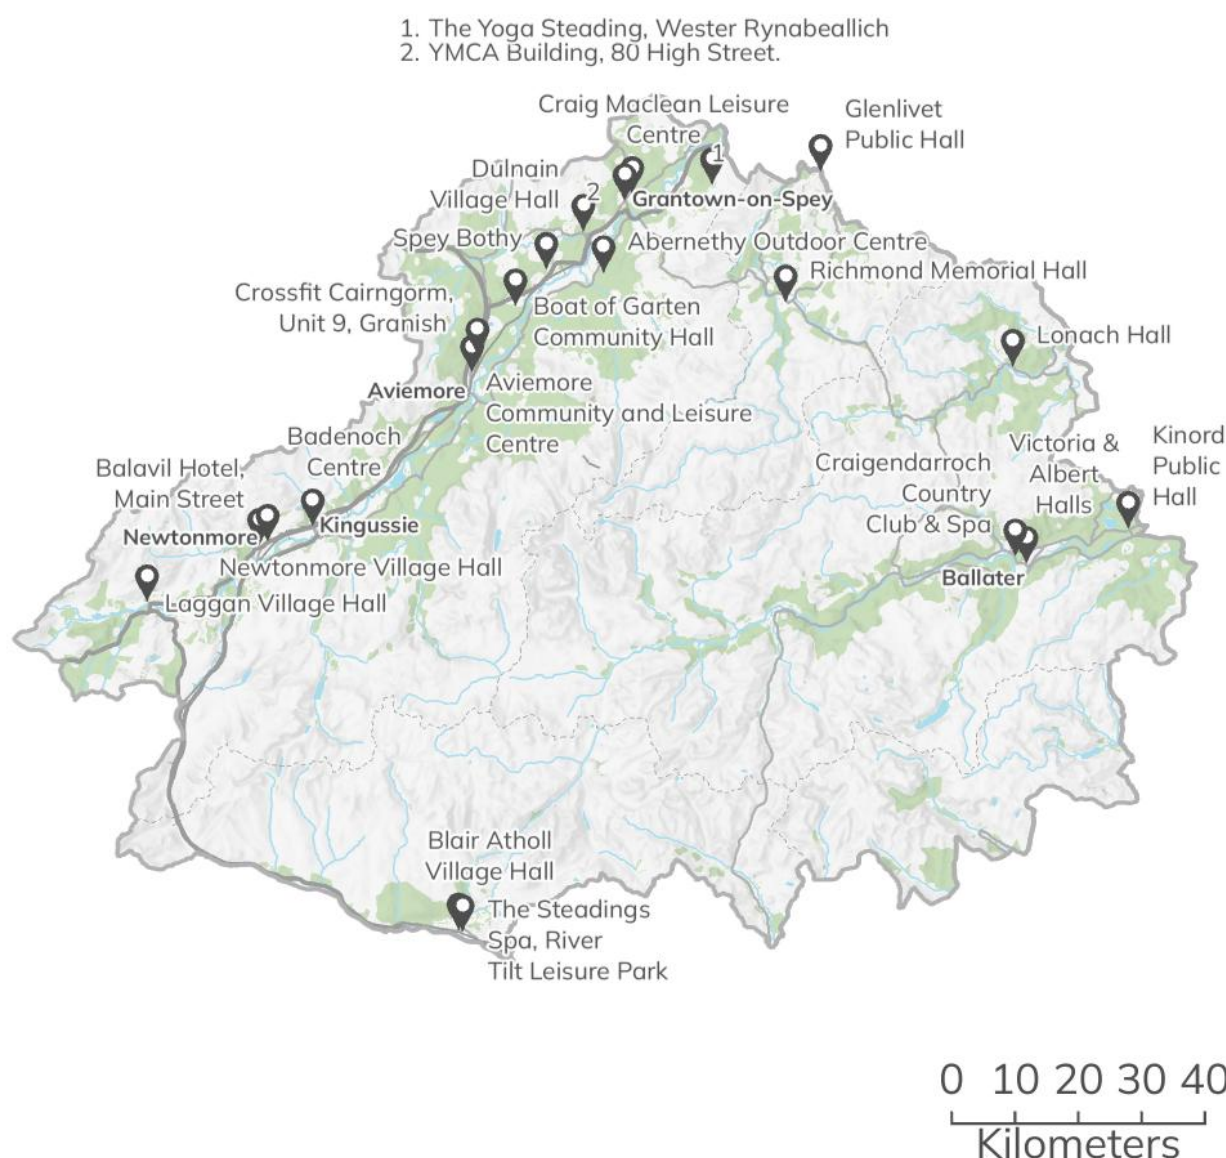 1. The Yoga Steading, Wester Rynabeallich
2. YMCA Building, 80 High Street.
Craig Maclean Leisure
Centre
Glenlivet
Public Hall
1
Dulnain
Village Hall
2
Grantown-on-Spey
Spey Bothy
Abernethy Outdoor Centre
Richmond Memorial Hall
Crossfit Cairngorm,
Unit 9, Granish
Boat of Garten
Community Hall
Lonach Hall
Aviemore
Aviemore
Community and Leisure
Centre
Badenoch
Centre
Balavil Hotel,
Main Street
Victoria &
Albert
Halls
Kinord
Public
Hall
Craigendarroch
Country
Club & Spa
Kingussie
Newtonmore
Newtonmore Village Hall
Ballater
Laggan Village Hall
Blair Atholl
Village Hall
The Steadings
Spa, River
Tilt Leisure Park
0 10 20 30 40
Kilometers